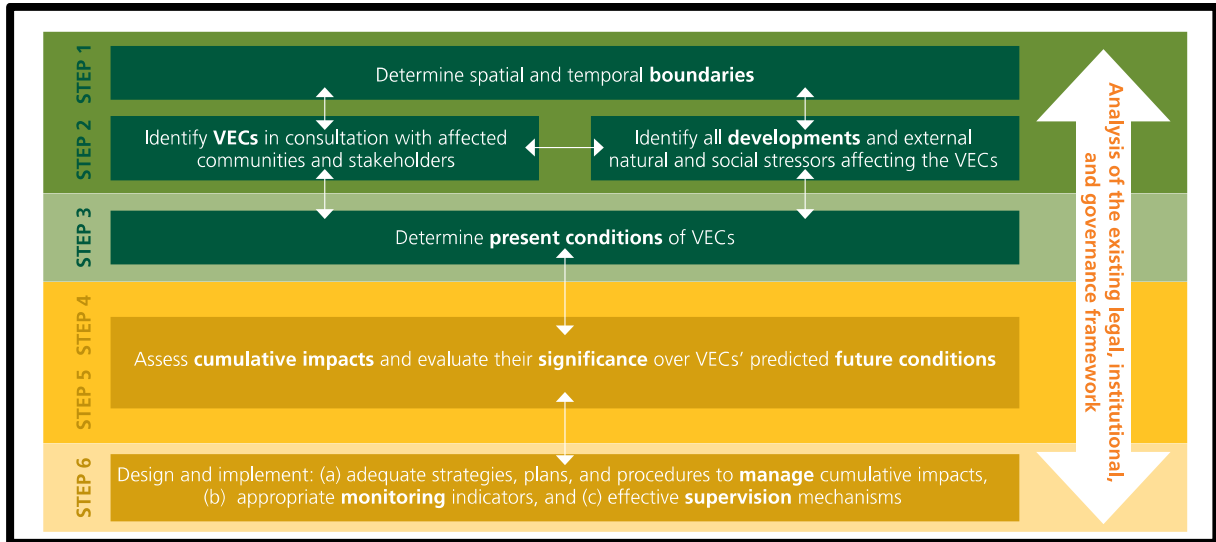 STEP 1
Determine spatial and temporal boundaries
STEP 2
Identify VECs in consultation with affected
communities and stakeholders
Identify all developments and external
natural and social stressors affecting the VECs
STEP 3
Determine present conditions of VECs
STEP 4
STEP 5
Assess cumulative impacts and evaluate their significance over VECs’ predicted future conditions
STEP 6
Design and implement: (a) adequate strategies, plans, and procedures to manage cumulative impacts,
(b) appropriate monitoring indicators, and (c) effective supervision mechanisms
Analysis of the existing legal, institutional,
and governance framework